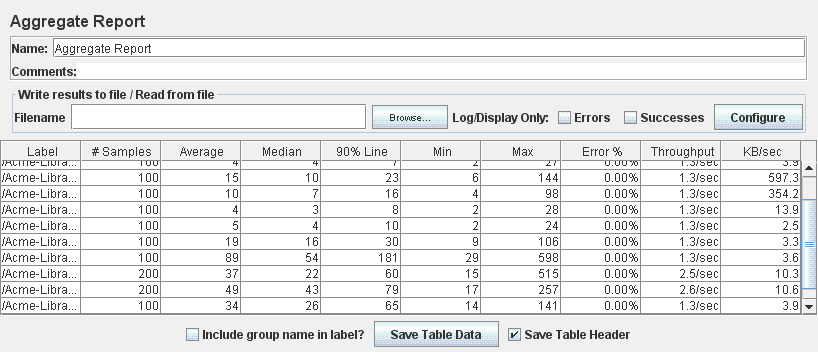 Aggregate Report
Name: Aggregate Report
Comments:
Write results to file / Read from file
Filename Browse... Log/Display Only: Errors Successes Configure
Label # Samples Average Median 90% Line Min Max Error % Throughput KB/sec
/Acme-Libra... 100 4 4 7 2 27 0.00% 1.3/sec 3.9
/Acme-Libra... 100 15 10 23 6 144 0.00% 1.3/sec 597.3
/Acme-Libra... 100 10 7 16 4 98 0.00% 1.3/sec 354.2
/Acme-Libra... 100 4 3 8 2 28 0.00% 1.3/sec 13.9
/Acme-Libra... 100 5 4 10 2 24 0.00% 1.3/sec 2.5
/Acme-Libra... 100 19 16 30 9 106 0.00% 1.3/sec 3.3
/Acme-Libra... 100 89 54 181 29 598 0.00% 1.3/sec 3.6
/Acme-Libra... 200 37 22 60 15 515 0.00% 2.5/sec 10.3
/Acme-Libra... 200 49 43 79 17 257 0.00% 2.6/sec 10.6
/Acme-Libra... 100 34 26 65 14 141 0.00% 1.3/sec 3.9
Include group name in label? Save Table Data Save Table Header